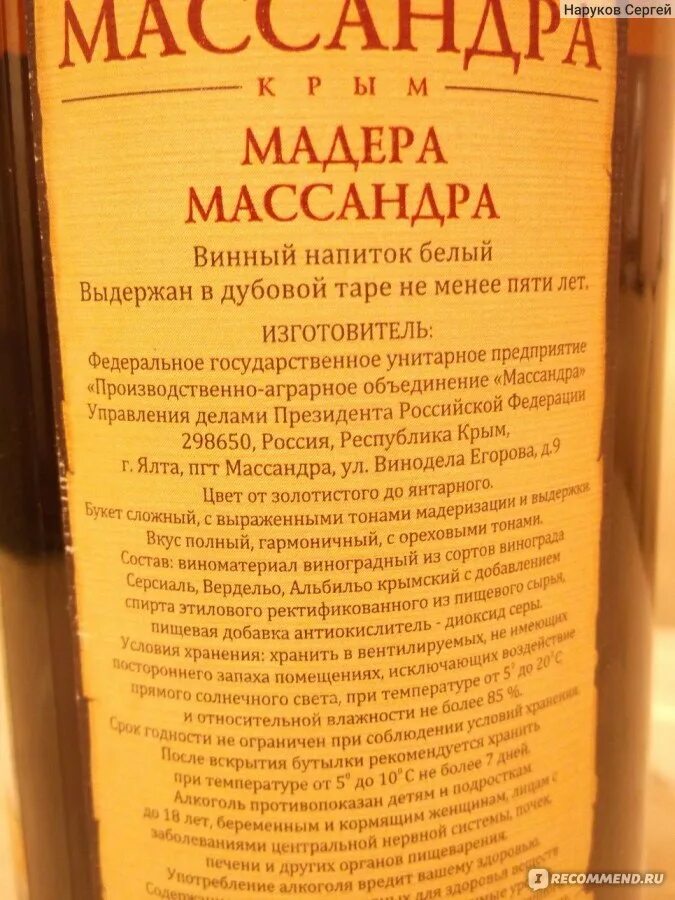 Наруков Сергей
МАССАНДРА
КРЫМ
МАДЕРА
МАССАНДРА
Винный напиток белый
Выдержан в дубовой таре не менее пяти лет.
ИЗГОТОВИТЕЛЬ:
Федеральное государственное унитарное предприятие
«Производственно-аграрное объединение «Массандра»
Управления делами Президента Российской Федерации
298650, Россия, Республика Крым,
г. Ялта, пгт Массандра, ул. Винодела Егорова, д.9
Цвет от золотистого до янтарного.
Букет сложный, с выраженными тонами мадеризации и выдержки.
Вкус полный, гармоничный, с ореховыми тонами.
Состав: виноматериал виноградный из сортов винограда
Серсиаль, Вердельо, Альбильо крымский с добавлением
спирта этилового ректификованного из пищевого сырья,
пищевая добавка антиокислитель - диоксид серы.
Условия хранения: хранить в вентилируемых, не имеющих
постороннего запаха помещениях, исключающих воздействие
прямого солнечного света, при температуре от 5° до 20°С
и относительной влажности не более 85 %.
Срок годности не ограничен при соблюдении условий хранения.
После вскрытия бутылки рекомендуется хранить
при температуре от 5° до 10°С не более 7 дней.
Алкоголь противопоказан детям и подросткам
до 18 лет, беременным и кормящим женщинам, лицам с
заболеваниями центральной нервной системы, почек,
печени и других органов пищеварения.
Употребление алкоголя вредит вашему здоровью.
для здоровья веществ
IRECOMMEND.RU